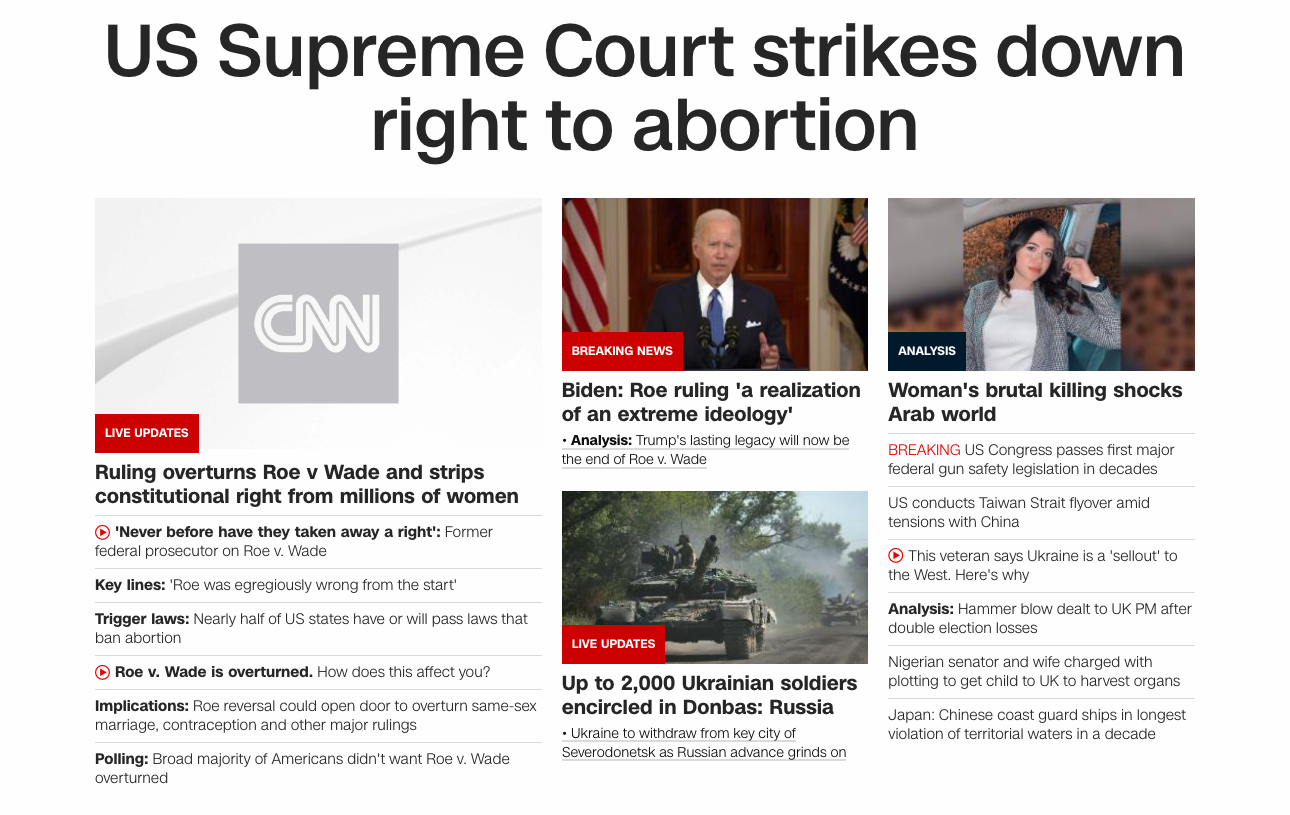 US Supreme Court strikes down
right to abortion
CNN
LIVE UPDATES
Ruling overturns Roe v Wade and strips
constitutional right from millions of women
'Never before have they taken away a right': Former
federal prosecutor on Roe v. Wade
Key lines: 'Roe was egregiously wrong from the start'
Trigger laws: Nearly half of US states have or will pass laws that
ban abortion
Roe v. Wade is overturned. How does this affect you?
Implications: Roe reversal could open door to overturn same-sex
marriage, contraception and other major rulings
Polling: Broad majority of Americans didn't want Roe v. Wade
overturned
BREAKING NEWS
Biden: Roe ruling 'a realization
of an extreme ideology'
• Analysis: Trump's lasting legacy will now be
the end of Roe v. Wade
LIVE UPDATES
Up to 2,000 Ukrainian soldiers
encircled in Donbas: Russia
• Ukraine to withdraw from key city of
Severodonetsk as Russian advance grinds on
ANALYSIS
Woman's brutal killing shocks
Arab world
BREAKING US Congress passes first major
federal gun safety legislation in decades
US conducts Taiwan Strait flyover amid
tensions with China
This veteran says Ukraine is a 'sellout' to
the West. Here's why
Analysis: Hammer blow dealt to UK PM after
double election losses
Nigerian senator and wife charged with
plotting to get child to UK to harvest organs
Japan: Chinese coast guard ships in longest
violation of territorial waters in a decade